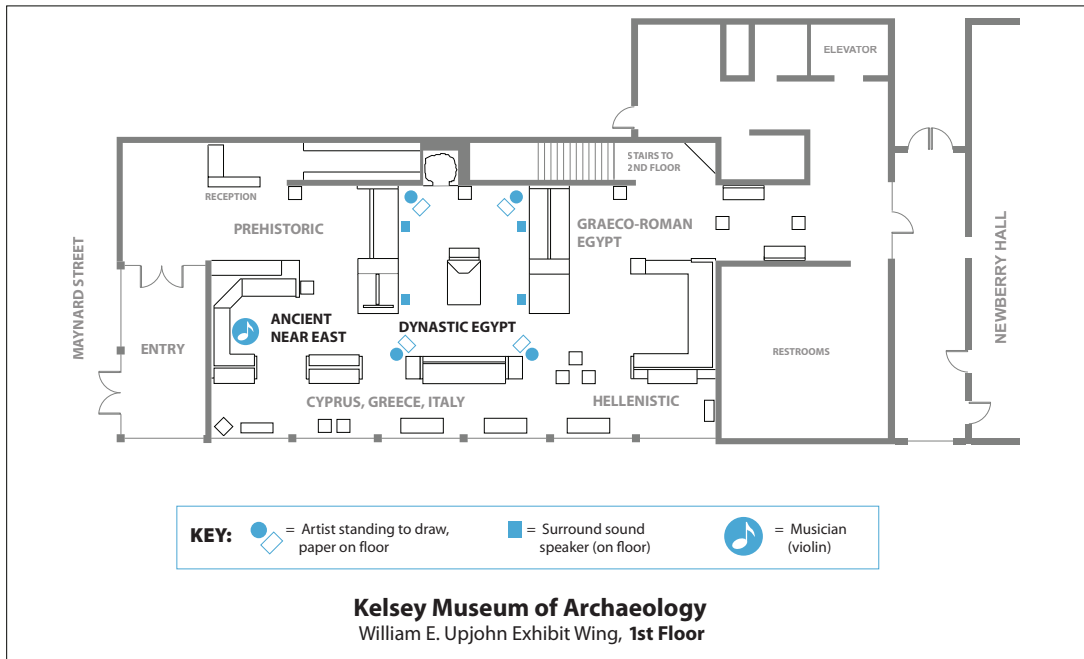 ELEVATOR
STAIRS TO
2ND FLOOR
RECEPTION
PREHISTORIC
GRAECO-ROMAN
EGYPT
MAYNARD STREET
NEWBERRY HALL
ANCIENT
NEAR EAST
DYNASTIC EGYPT
ENTRY
RESTROOMS
CYPRUS, GREECE, ITALY
HELLENISTIC
KEY:
= Artist standing to draw,
paper on floor
= Surround sound
speaker (on floor)
= Musician
(violin)
Kelsey Museum of Archaeology
William E. Upjohn Exhibit Wing, 1st Floor